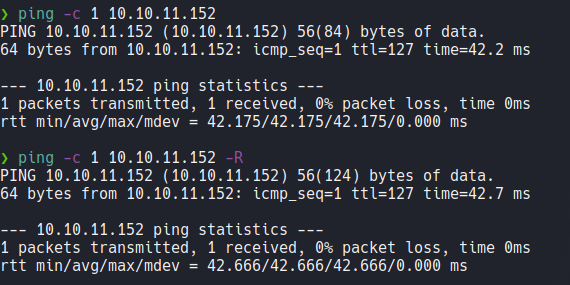 ❯ ping -c 1 10.10.11.152
PING 10.10.11.152 (10.10.11.152) 56(84) bytes of data.
64 bytes from 10.10.11.152: icmp_seq=1 ttl=127 time=42.2 ms

--- 10.10.11.152 ping statistics ---
1 packets transmitted, 1 received, 0% packet loss, time 0ms
rtt min/avg/max/mdev = 42.175/42.175/42.175/0.000 ms

❯ ping -c 1 10.10.11.152 -R
PING 10.10.11.152 (10.10.11.152) 56(124) bytes of data.
64 bytes from 10.10.11.152: icmp_seq=1 ttl=127 time=42.7 ms

--- 10.10.11.152 ping statistics ---
1 packets transmitted, 1 received, 0% packet loss, time 0ms
rtt min/avg/max/mdev = 42.666/42.666/42.666/0.000 ms